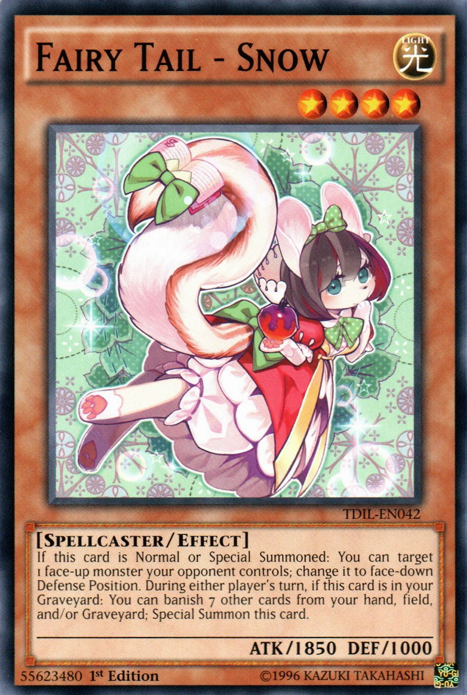 Fairy Tail - Snow
LIGHT
光
TDIL-EN042
[Spellcaster/Effect]
If this card is Normal or Special Summoned: You can target
1 face-up monster your opponent controls; change it to face-down
Defense Position. During either player's turn, if this card is in your
Graveyard: You can banish 7 other cards from your hand, field,
and/or Graveyard; Special Summon this card.
ATK/1850 DEF/1000
55623480 1st Edition ©1996 KAZUKI TAKAHASHI